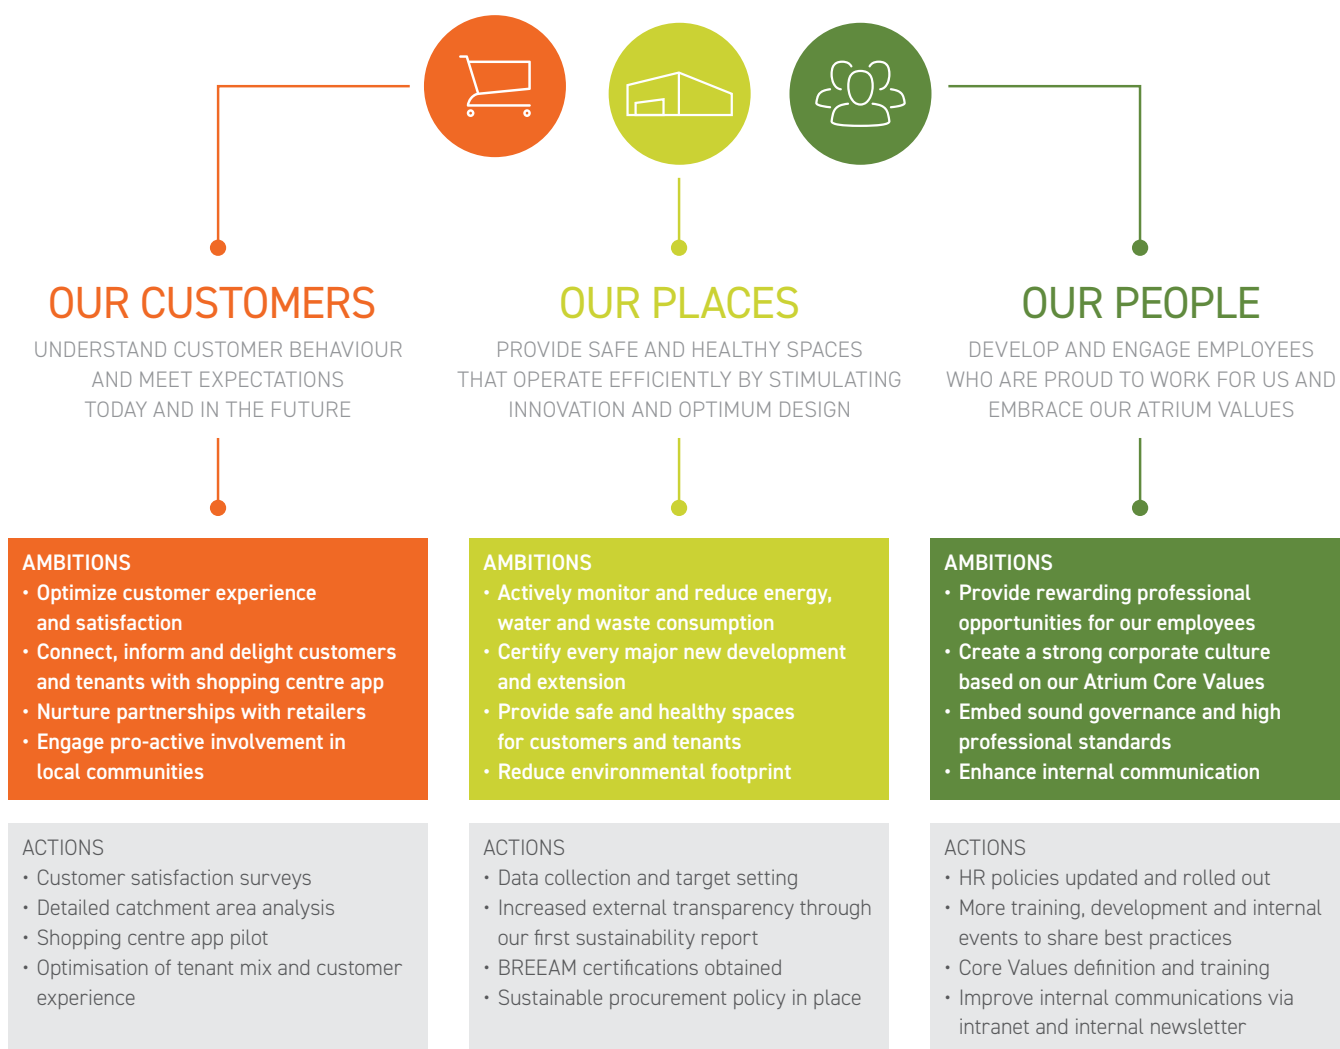 OUR CUSTOMERS
UNDERSTAND CUSTOMER BEHAVIOUR
AND MEET EXPECTATIONS
TODAY AND IN THE FUTURE
AMBITIONS
• Optimize customer experience
and satisfaction
• Connect, inform and delight customers
and tenants with shopping centre app
• Nurture partnerships with retailers
• Engage pro-active involvement in
local communities
ACTIONS
• Customer satisfaction surveys
• Detailed catchment area analysis
• Shopping centre app pilot
• Optimisation of tenant mix and customer
experience
OUR PLACES
PROVIDE SAFE AND HEALTHY SPACES
THAT OPERATE EFFICIENTLY BY STIMULATING
INNOVATION AND OPTIMUM DESIGN
AMBITIONS
• Actively monitor and reduce energy,
water and waste consumption
• Certify every major new development
and extension
• Provide safe and healthy spaces
for customers and tenants
• Reduce environmental footprint
ACTIONS
• Data collection and target setting
• Increased external transparency through
our first sustainability report
• BREEAM certifications obtained
• Sustainable procurement policy in place
OUR PEOPLE
DEVELOP AND ENGAGE EMPLOYEES
WHO ARE PROUD TO WORK FOR US AND
EMBRACE OUR ATRIUM VALUES
AMBITIONS
• Provide rewarding professional
opportunities for our employees
• Create a strong corporate culture
based on our Atrium Core Values
• Embed sound governance and high
professional standards
• Enhance internal communication
ACTIONS
• HR policies updated and rolled out
• More training, development and internal
events to share best practices
• Core Values definition and training
• Improve internal communications via
intranet and internal newsletter